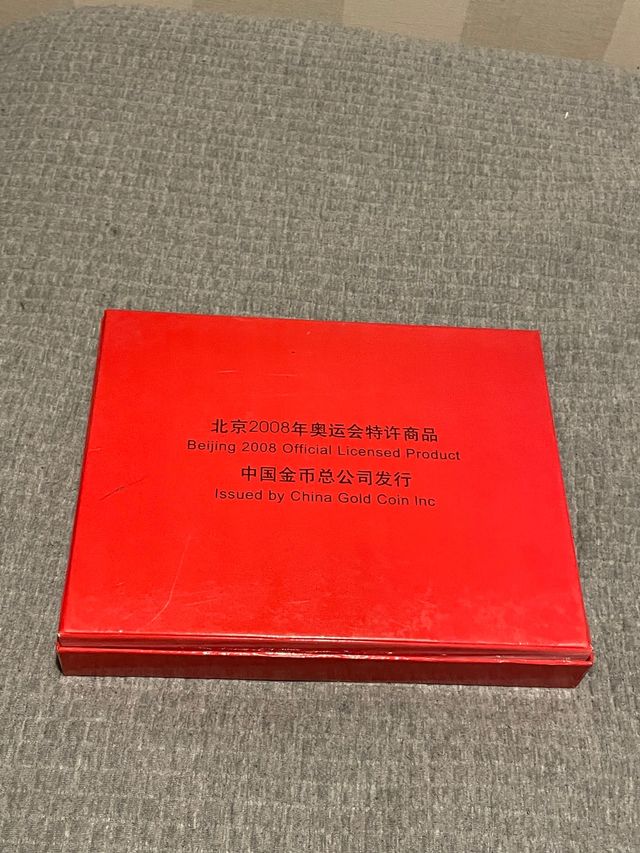 北京2008年奥运会特许商品
Beijing 2008 Official Licensed Product
中国金币总公司发行
Issued by China Gold Coin Inc